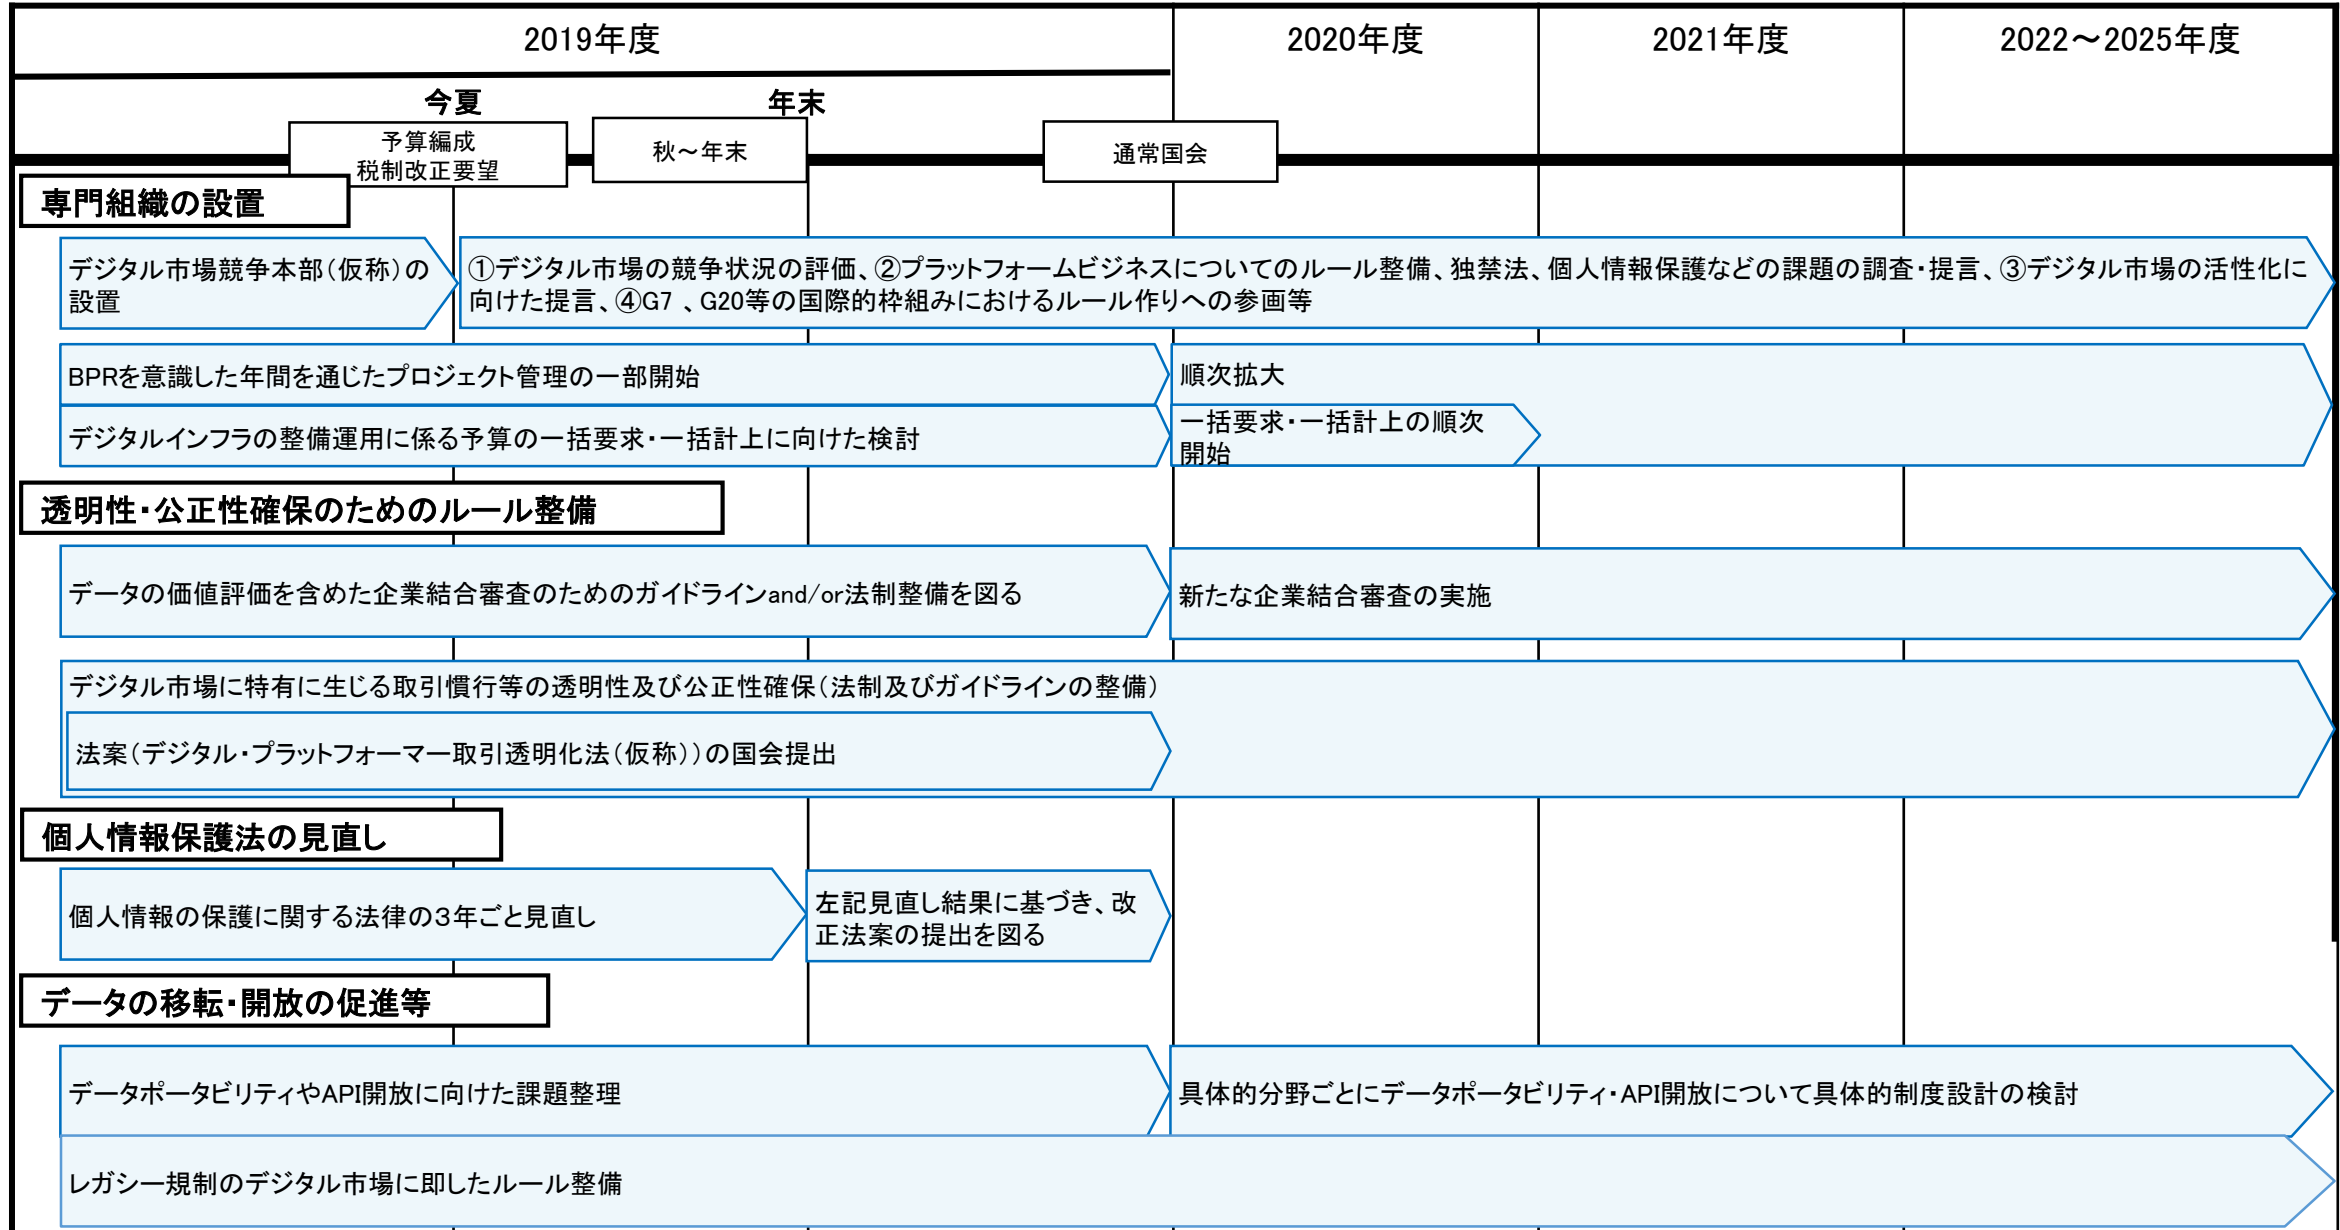 2019年度
2020年度
2021年度
2022～2025年度
今夏
年末
予算編成
税制改正要望
秋～年末
通常国会
専門組織の設置
デジタル市場競争本部（仮称）の
設置
①デジタル市場の競争状況の評価、②プラットフォームビジネスについてのルール整備、独禁法、個人情報保護などの課題の調査・提言、③デジタル市場の活性化に
向けた提言、④G7 、G20等の国際的枠組みにおけるルール作りへの参画等
BPRを意識した年間を通じたプロジェクト管理の一部開始
順次拡大
デジタルインフラの整備運用に係る予算の一括要求・一括計上に向けた検討
一括要求・一括計上の順次
開始
透明性・公正性確保のためのルール整備
データの価値評価を含めた企業結合審査のためのガイドラインand/or法制整備を図る
新たな企業結合審査の実施
デジタル市場に特有に生じる取引慣行等の透明性及び公正性確保（法制及びガイドラインの整備）
法案（デジタル・プラットフォーマー取引透明化法（仮称））の国会提出
個人情報保護法の見直し
個人情報の保護に関する法律の３年ごと見直し
左記見直し結果に基づき、改
正法案の提出を図る
データの移転・開放の促進等
データポータビリティやAPI開放に向けた課題整理
具体的分野ごとにデータポータビリティ・API開放について具体的制度設計の検討
レガシー規制のデジタル市場に即したルール整備